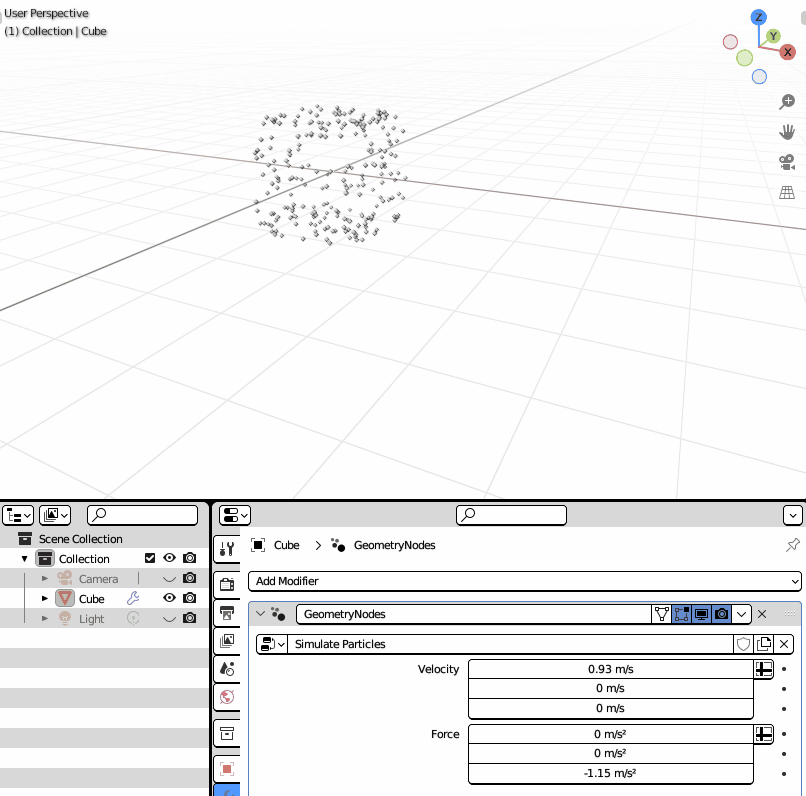 User Perspective
(1) Collection | Cube
Z
Y
X
Scene Collection
Collection
Camera
Cube
Light
Cube > GeometryNodes
Add Modifier
GeometryNodes
Simulate Particles
Velocity 0.93 m/s
0 m/s
0 m/s
Force 0 m/s²
0 m/s²
-1.15 m/s²